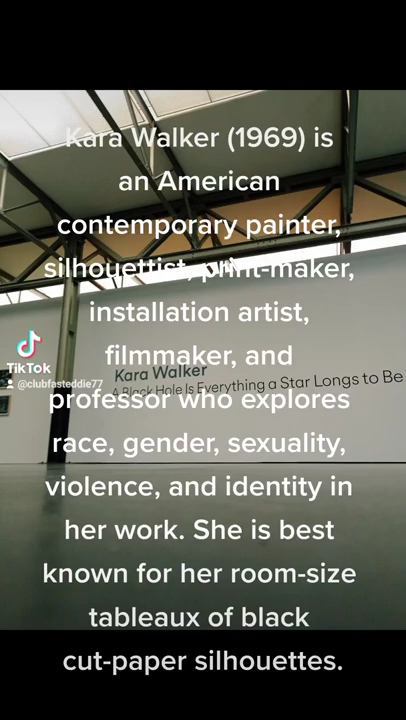 Kara Walker (1969) is
an American
contemporary painter,
silhouettist, print-maker,
installation artist,
filmmaker, and
TikTok
@clubfasteddie77
Kara Walker
A Black Hole Is Everything a Star Longs to Be
professor who explores
race, gender, sexuality,
violence, and identity in
her work. She is best
known for her room-size
tableaux of black
cut-paper silhouettes.